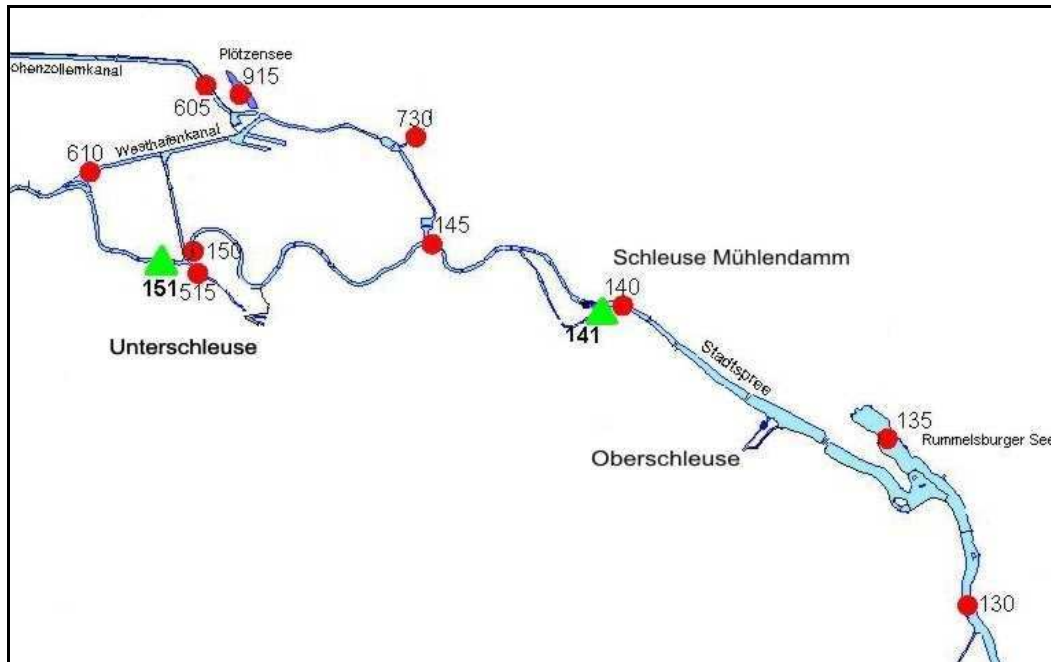 Plötzensee
ohenzollernkanal
915
605
730
Westhafenkanal
610
145
150
Schleuse Mühlendamm
151
515
140
141
Unterschleuse
Stadtspree
135
Rummelsburger See
Oberschleuse
130